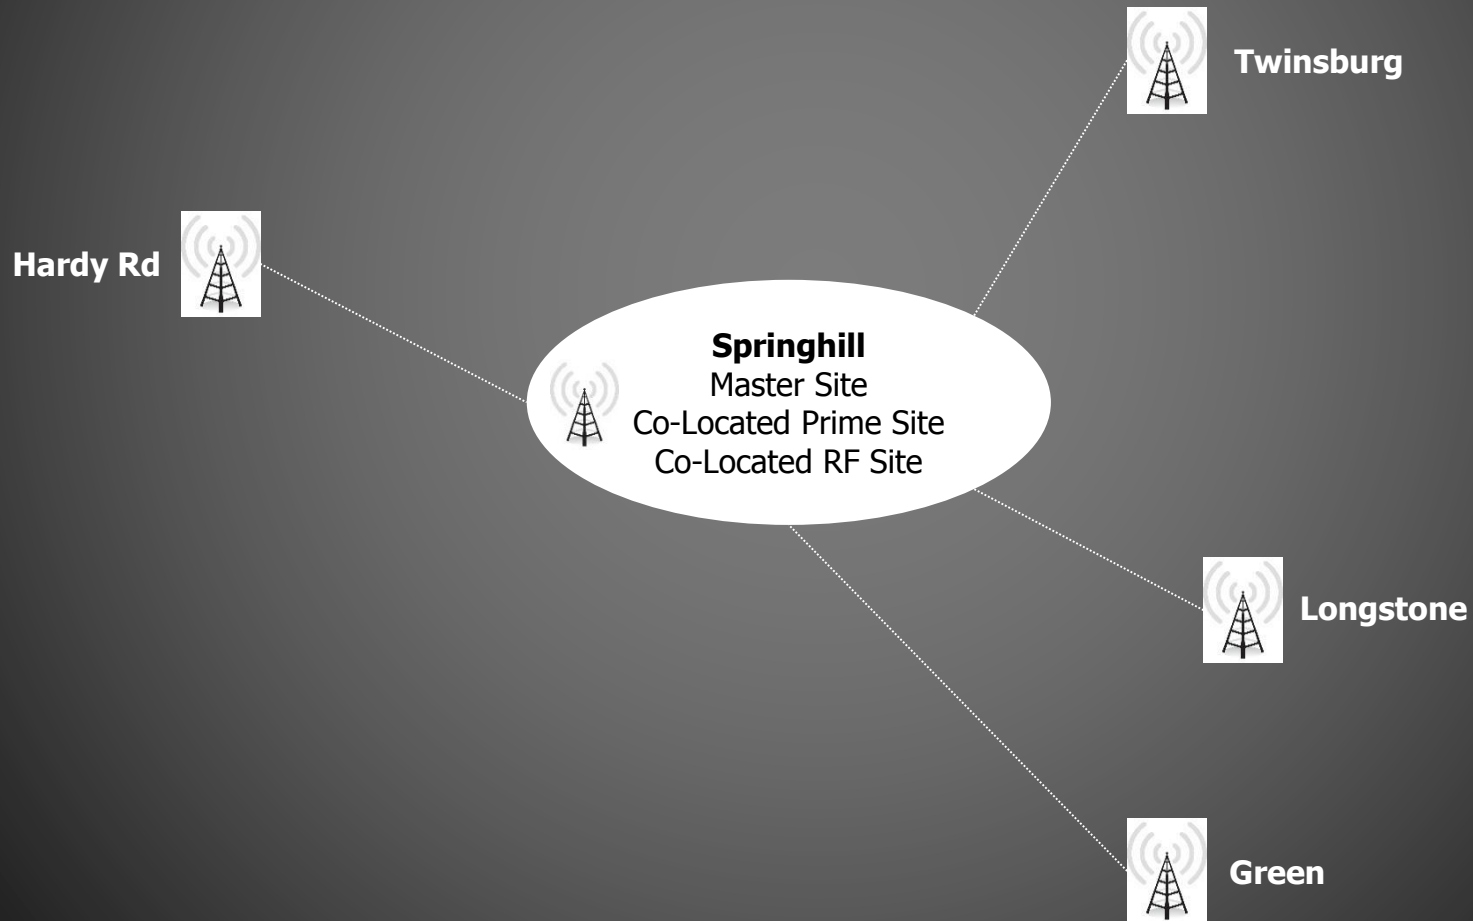 Twinsburg
Hardy Rd
Springhill
Master Site
Co-Located Prime Site
Co-Located RF Site
Longstone
Green